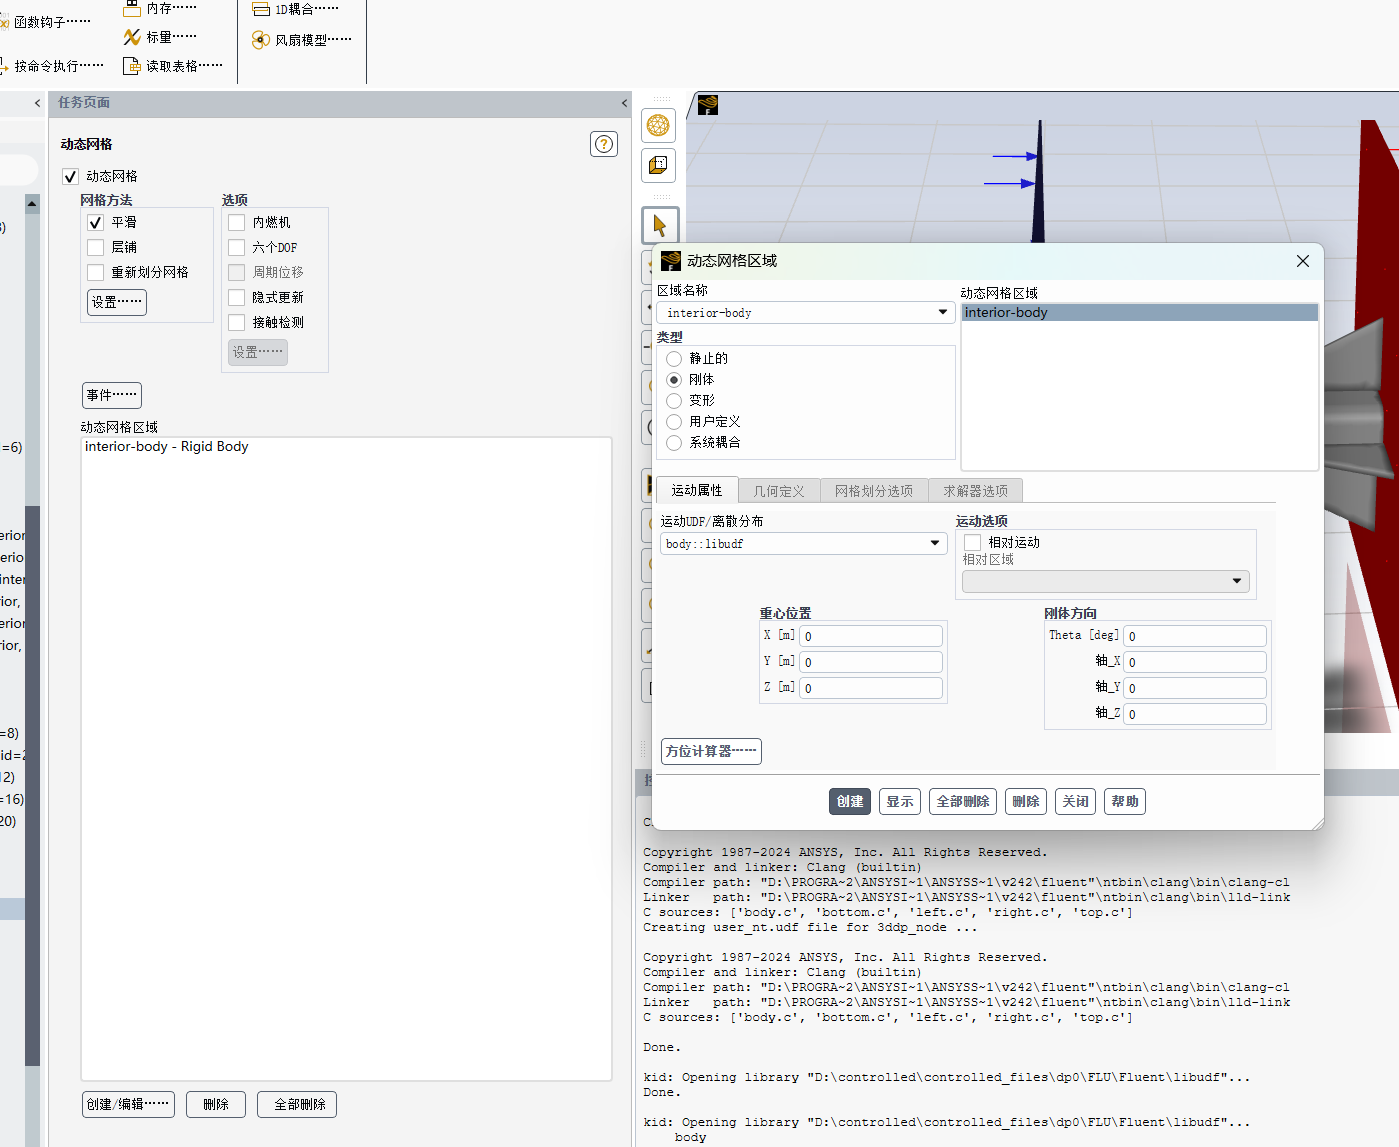 函数钩子……
按命令执行……
内存……
标量……
读取表格……
1D耦合……
风扇模型……
任务页面
动态网格
动态网格
网格方法
平滑
层铺
重新划分网格
设置……
选项
内燃机
六个DOF
周期位移
隐式更新
接触检测
设置……
事件……
动态网格区域
interior-body - Rigid Body
创建/编辑……
删除
全部删除
=6)
=8)
12)
=16)
20)
动态网格区域
区域名称
interior-body
类型
静止的
刚体
变形
用户定义
系统耦合
动态网格区域
interior-body
运动属性
几何定义
网格划分选项
求解器选项
运动UDF/离散分布
body::libudf
运动选项
相对运动
相对区域
重心位置
X [m] 0
Y [m] 0
Z [m] 0
刚体方向
Theta [deg] 0
轴_X 0
轴_Y 0
轴_Z 0
方位计算器……
创建
显示
全部删除
删除
关闭
帮助
Copyright 1987-2024 ANSYS, Inc. All Rights Reserved.
Compiler and linker: Clang (builtin)
Compiler path: "D:\PROGRA~2\ANSYSI~1\ANSYSS~1\v242\fluent"\ntbin\clang\bin\clang-cl
Linker   path: "D:\PROGRA~2\ANSYSI~1\ANSYSS~1\v242\fluent"\ntbin\clang\bin\lld-link
C sources: ['body.c', 'bottom.c', 'left.c', 'right.c', 'top.c']
Creating user_nt.udf file for 3ddp_node ...
Copyright 1987-2024 ANSYS, Inc. All Rights Reserved.
Compiler and linker: Clang (builtin)
Compiler path: "D:\PROGRA~2\ANSYSI~1\ANSYSS~1\v242\fluent"\ntbin\clang\bin\clang-cl
Linker   path: "D:\PROGRA~2\ANSYSI~1\ANSYSS~1\v242\fluent"\ntbin\clang\bin\lld-link
C sources: ['body.c', 'bottom.c', 'left.c', 'right.c', 'top.c']
Done.
kid: Opening library "D:\controlled\controlled_files\dp0\FLU\Fluent\libudf"...
Done.
kid: Opening library "D:\controlled\controlled_files\dp0\FLU\Fluent\libudf"...
body